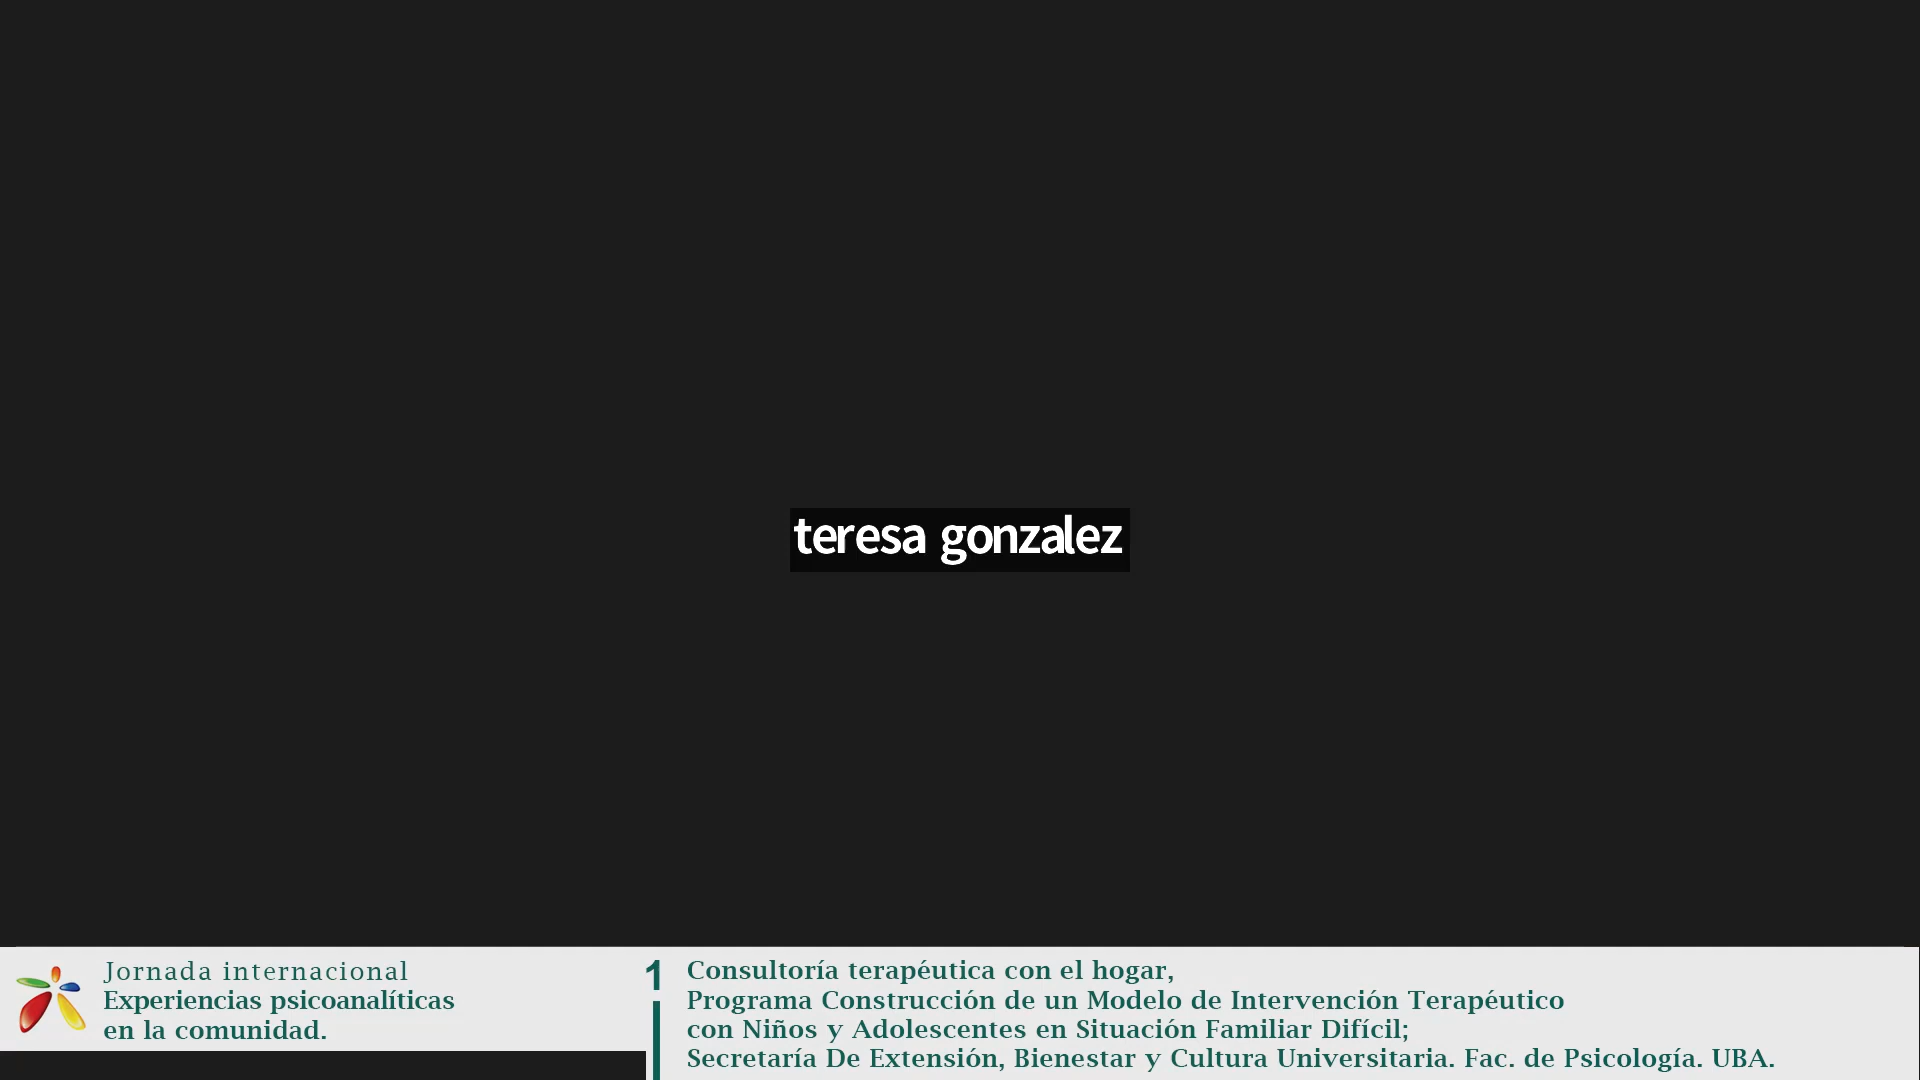 teresa gonzalez
Jornada internacional
Experiencias psicoanalíticas
en la comunidad.
1
Consultoría terapéutica con el hogar,
Programa Construcción de un Modelo de Intervención Terapéutico
con Niños y Adolescentes en Situación Familiar Difícil;
Secretaría De Extensión, Bienestar y Cultura Universitaria. Fac. de Psicología. UBA.